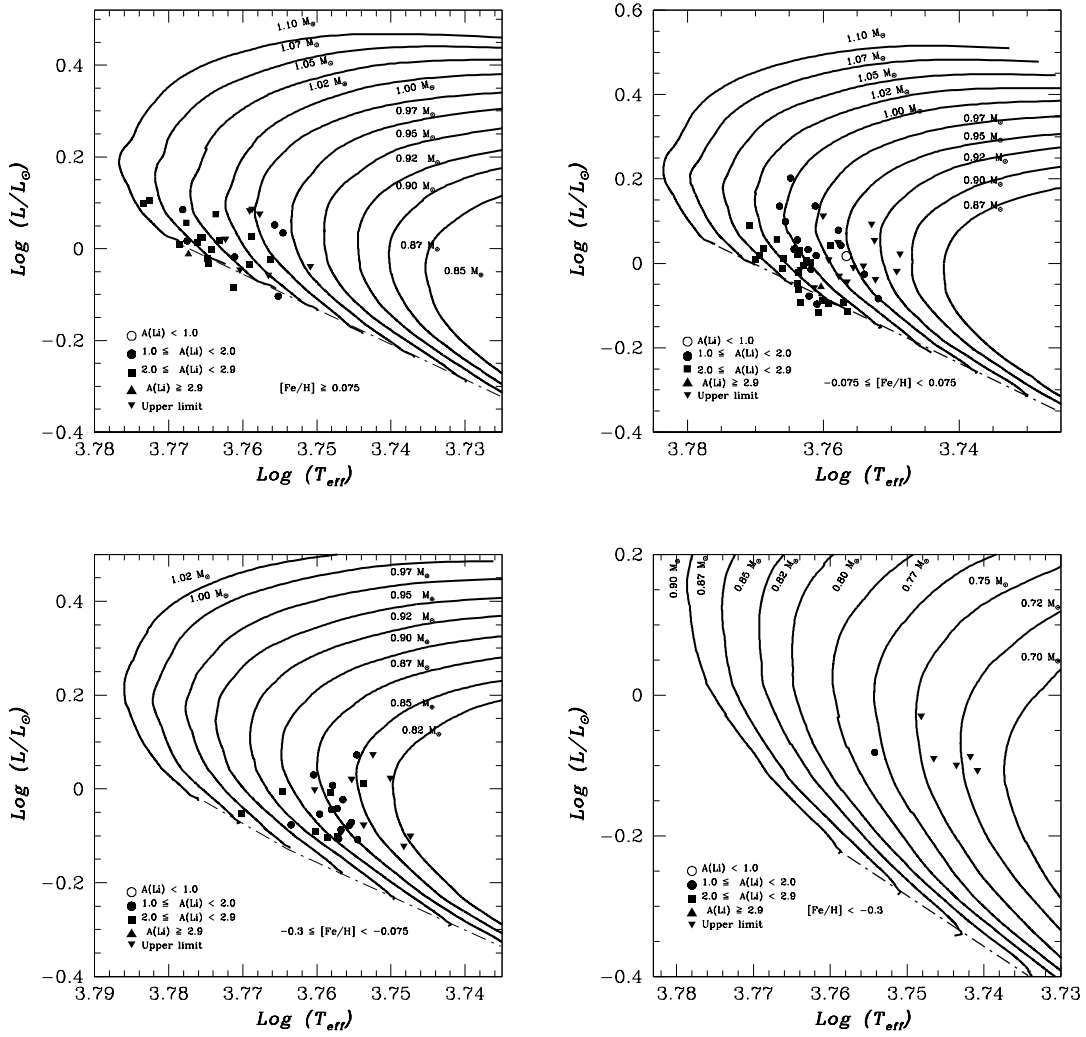 1.10 M⊙
1.07 M⊙
1.05 M⊙
1.02 M⊙
1.00 M⊙
0.97 M⊙
0.95 M⊙
0.92 M⊙
0.90 M⊙
0.87 M⊙
0.85 M⊙
0.4
0.2
0
−0.2
−0.4
Log (L/L⊙)
A(Li) < 1.0
1.0 ≦ A(Li) < 2.0
2.0 ≦ A(Li) < 2.9
A(Li) ≧ 2.9
Upper limit
[Fe/H] ≧ 0.075
3.78 3.77 3.76 3.75 3.74 3.73
Log (Teff)
1.10 M⊙
1.07 M⊙
1.05 M⊙
1.02 M⊙
1.00 M⊙
0.97 M⊙
0.95 M⊙
0.92 M⊙
0.90 M⊙
0.87 M⊙
0.6
0.4
0.2
0
−0.2
−0.4
Log (L/L⊙)
A(Li) < 1.0
1.0 ≦ A(Li) < 2.0
2.0 ≦ A(Li) < 2.9
A(Li) ≧ 2.9
Upper limit
−0.075 ≦ [Fe/H] < 0.075
3.78 3.76 3.74
Log (Teff)
1.02 M⊙
1.00 M⊙
0.97 M⊙
0.95 M⊙
0.92 M⊙
0.90 M⊙
0.87 M⊙
0.85 M⊙
0.82 M⊙
0.4
0.2
0
−0.2
−0.4
Log (L/L⊙)
A(Li) < 1.0
1.0 ≦ A(Li) < 2.0
2.0 ≦ A(Li) < 2.9
A(Li) ≧ 2.9
Upper limit
−0.3 ≦ [Fe/H] < −0.075
3.79 3.78 3.77 3.76 3.75 3.74
Log (Teff)
0.90 M⊙
0.87 M⊙
0.85 M⊙
0.82 M⊙
0.80 M⊙
0.77 M⊙
0.75 M⊙
0.72 M⊙
0.70 M⊙
0.2
0
−0.2
−0.4
Log (L/L⊙)
A(Li) < 1.0
1.0 ≦ A(Li) < 2.0
2.0 ≦ A(Li) < 2.9
A(Li) ≧ 2.9
Upper limit
[Fe/H] < −0.3
3.78 3.77 3.76 3.75 3.74 3.73
Log (Teff)